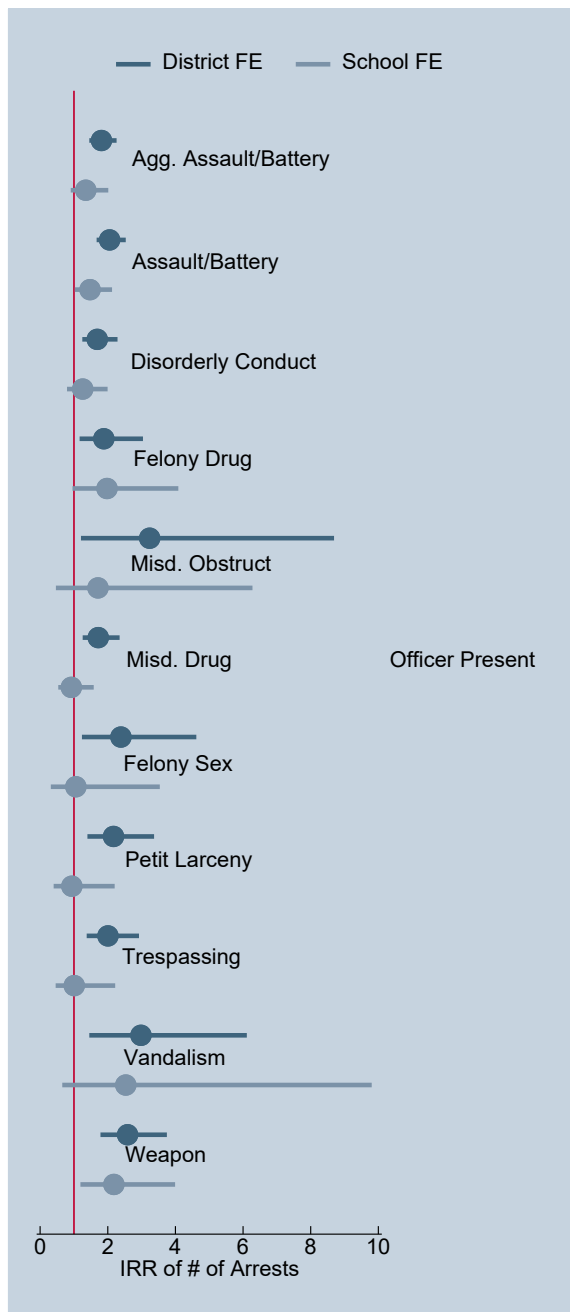 District FE School FE
Agg. Assault/Battery
Assault/Battery
Disorderly Conduct
Felony Drug
Misd. Obstruct
Misd. Drug
Officer Present
Felony Sex
Petit Larceny
Trespassing
Vandalism
Weapon
0 2 4 6 8 10
IRR of # of Arrests